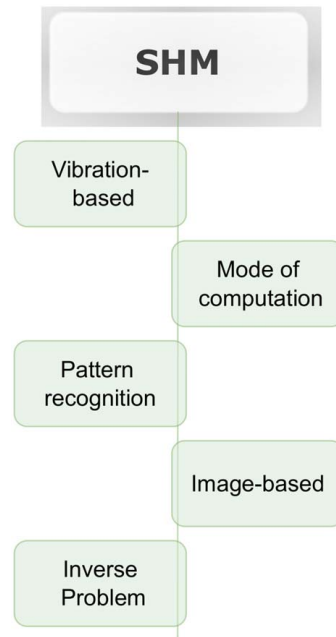 SHM
Vibration-
based
Mode of
computation
Pattern
recognition
Image-based
Inverse
Problem